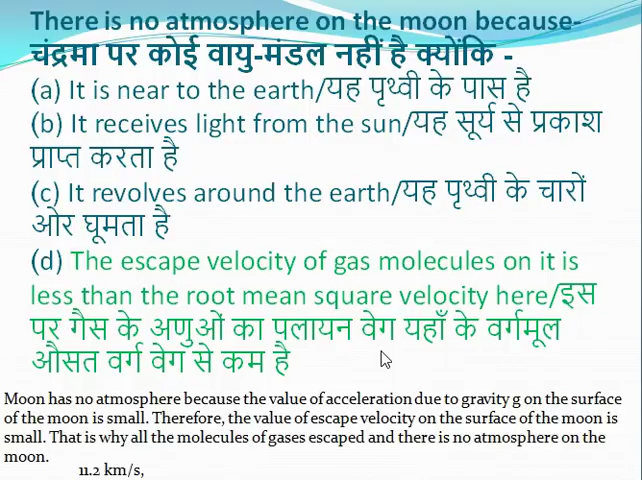 There is no atmosphere on the moon because-
चंद्रमा पर कोई वायु-मंडल नहीं है क्योंकि -
(a) It is near to the earth/यह पृथ्वी के पास है
(b) It receives light from the sun/यह सूर्य से प्रकाश
प्राप्त करता है
(c) It revolves around the earth/यह पृथ्वी के चारों
ओर घूमता है
(d) The escape velocity of gas molecules on it is
less than the root mean square velocity here/इस
पर गैस के अणुओं का पलायन वेग यहाँ के वर्गमूल
औसत वर्ग वेग से कम है
Moon has no atmosphere because the value of acceleration due to gravity g on the surface
of the moon is small. Therefore, the value of escape velocity on the surface of the moon is
small. That is why all the molecules of gases escaped and there is no atmosphere on the
moon.
11.2 km/s,